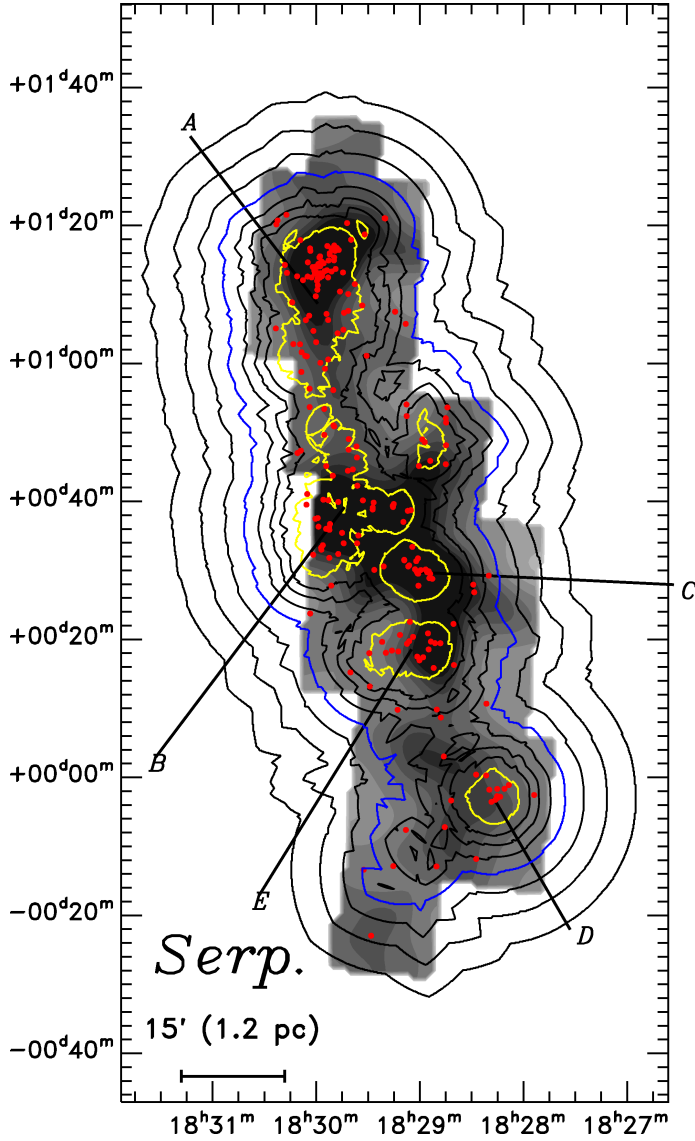 +01ᵈ40ᵐ
A
+01ᵈ20ᵐ
+01ᵈ00ᵐ
+00ᵈ40ᵐ
C
+00ᵈ20ᵐ
B
+00ᵈ00ᵐ
E
−00ᵈ20ᵐ
D
Serp.
15' (1.2 pc)
−00ᵈ40ᵐ
18ʰ31ᵐ 18ʰ30ᵐ 18ʰ29ᵐ 18ʰ28ᵐ 18ʰ27ᵐ